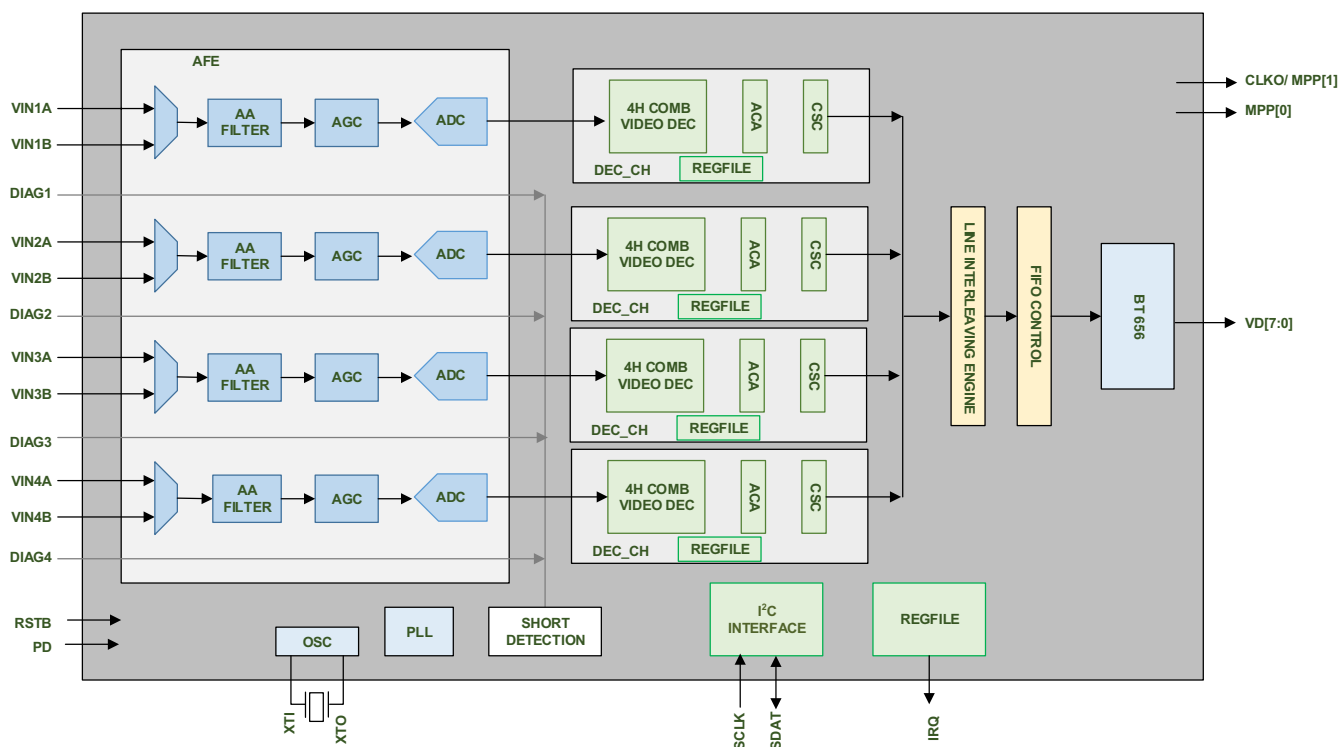 AFE
CLKO/ MPP[1]
MPP[0]
VIN1A
VIN1B
AA
FILTER
AGC
ADC
4H COMB
VIDEO DEC
ACA
CSC
DEC_CH
REGFILE
DIAG1
VIN2A
VIN2B
AA
FILTER
AGC
ADC
4H COMB
VIDEO DEC
ACA
CSC
DEC_CH
REGFILE
DIAG2
VIN3A
VIN3B
AA
FILTER
AGC
ADC
4H COMB
VIDEO DEC
ACA
CSC
DEC_CH
REGFILE
DIAG3
VIN4A
VIN4B
AA
FILTER
AGC
ADC
4H COMB
VIDEO DEC
ACA
CSC
DEC_CH
REGFILE
DIAG4
LINE INTERLEAVING ENGINE
FIFO CONTROL
BT 656
VD[7:0]
RSTB
PD
OSC
PLL
SHORT
DETECTION
I²C
INTERFACE
REGFILE
XTI
XTO
SCLK
SDAT
IRQ